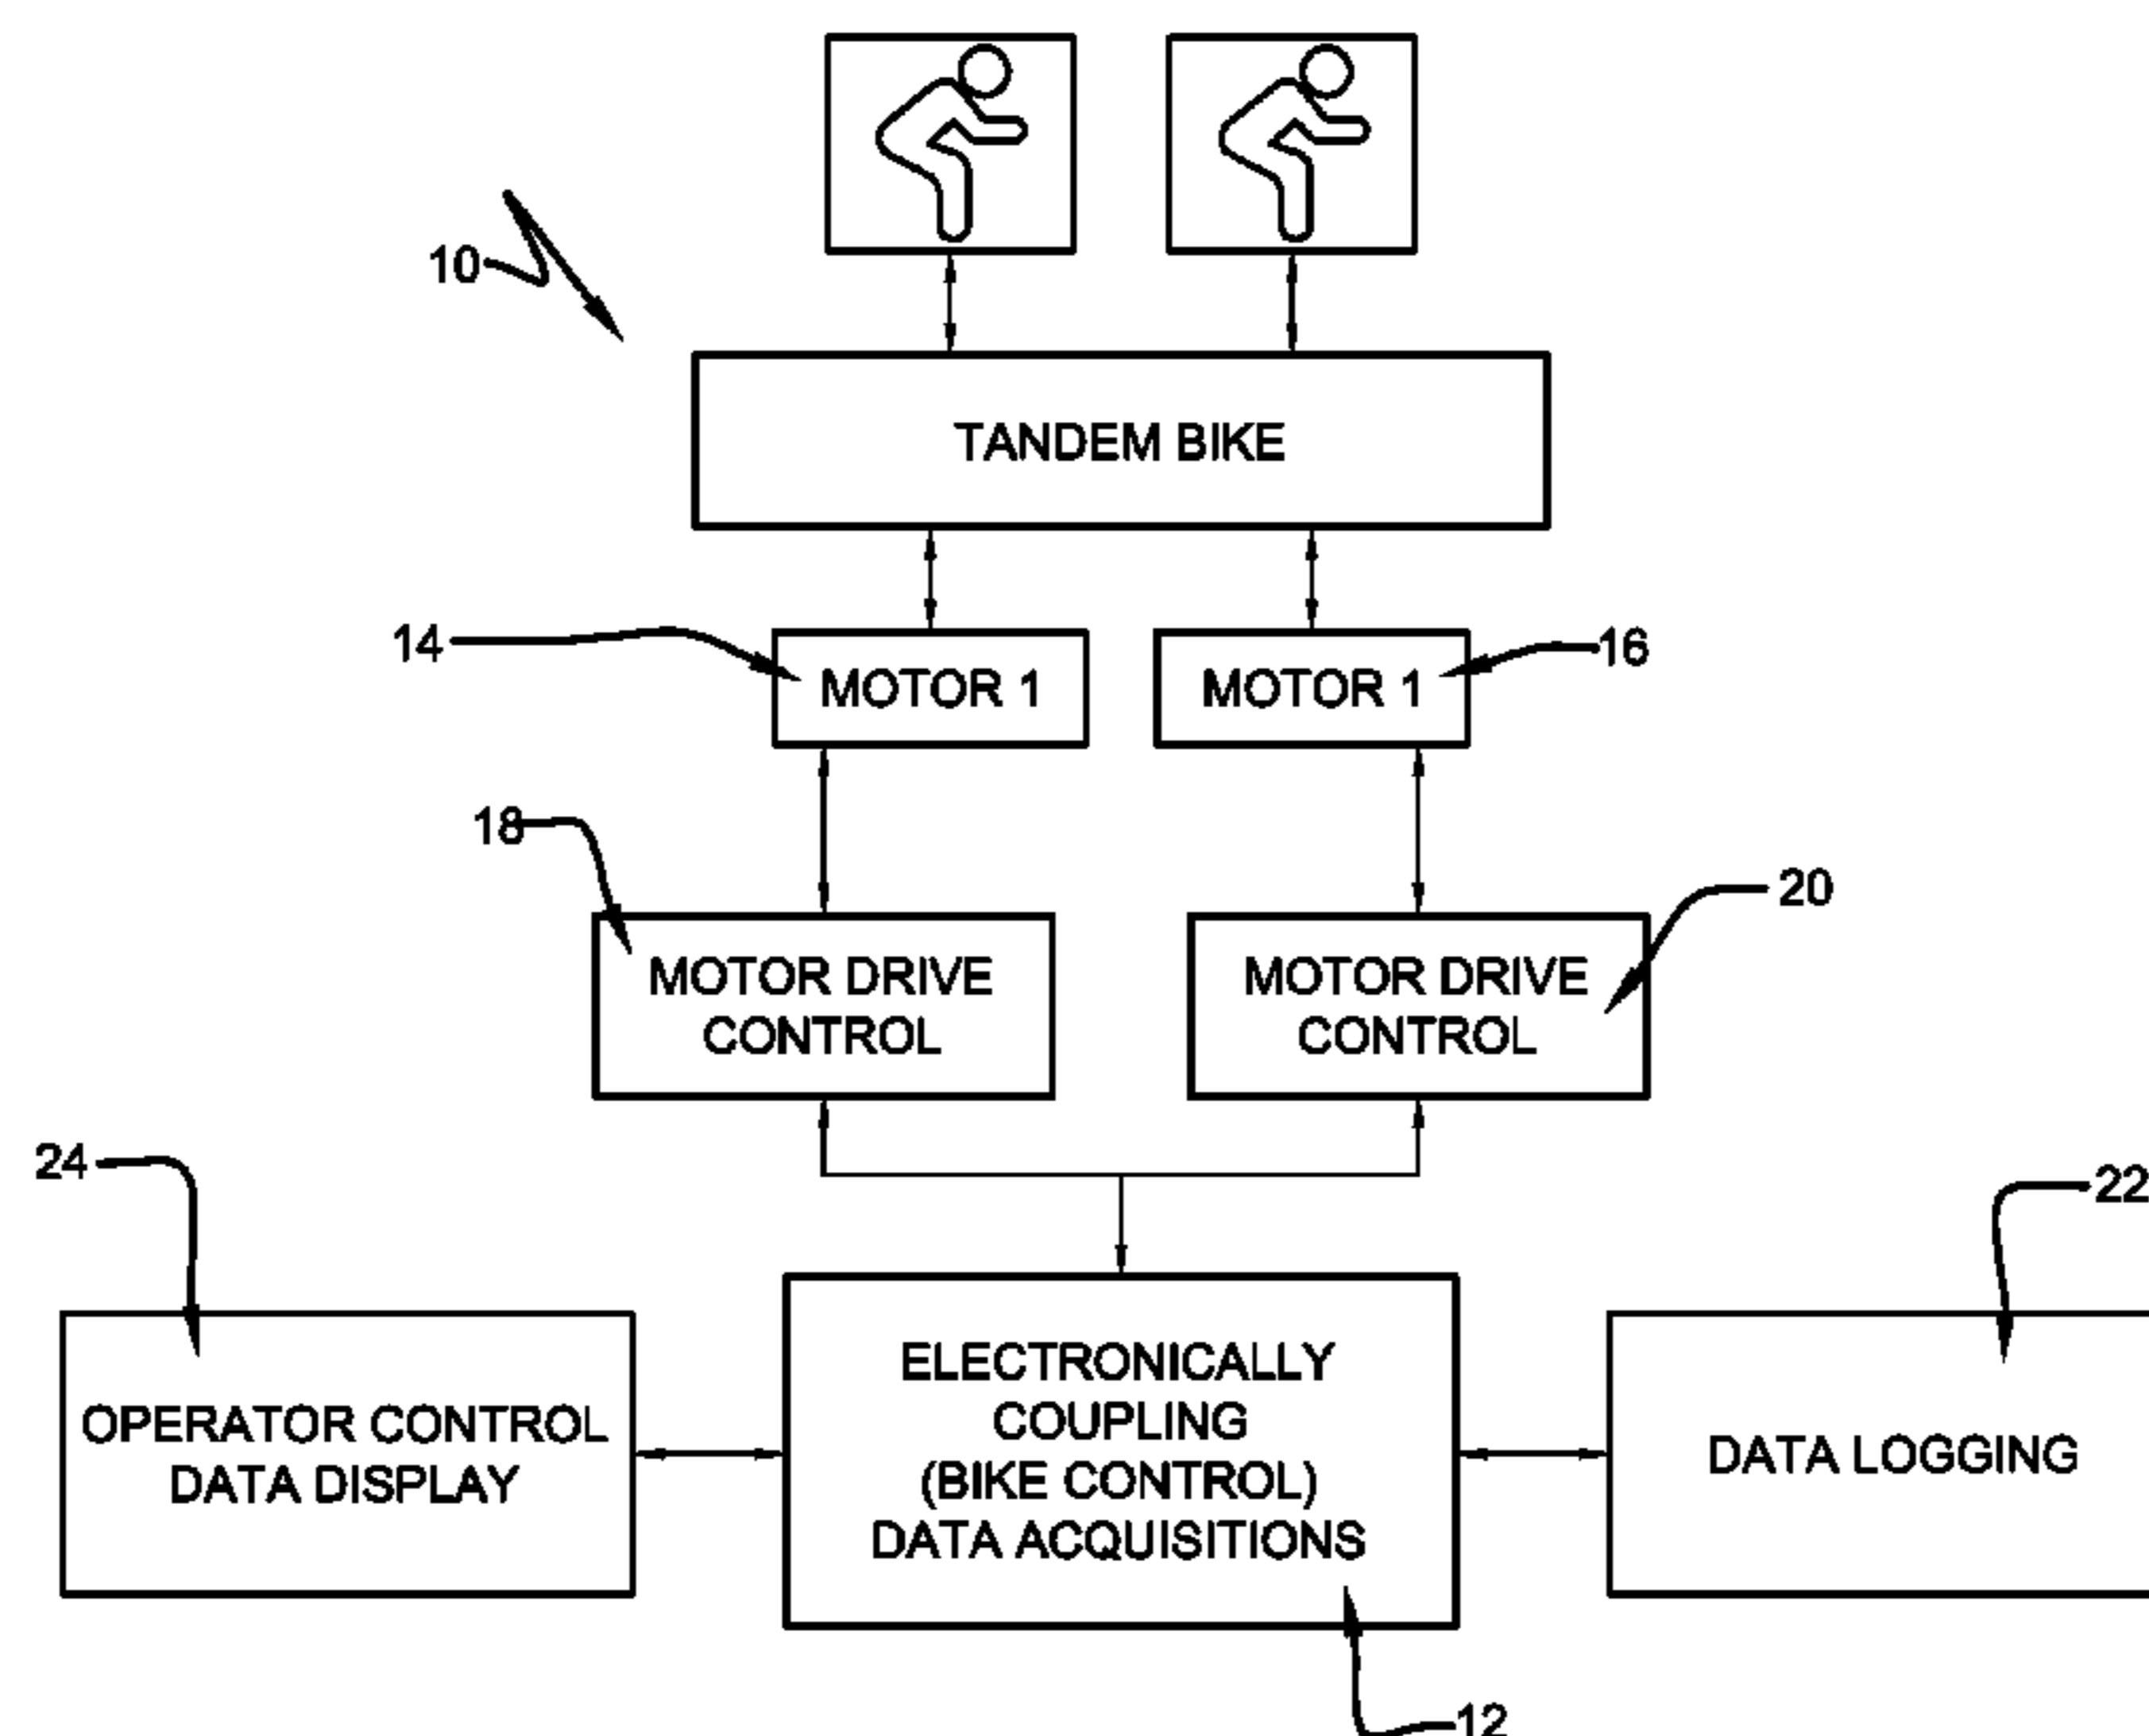 10
TANDEM BIKE
14
MOTOR 1
MOTOR 1
16
18
20
MOTOR DRIVE
CONTROL
MOTOR DRIVE
CONTROL
24
22
OPERATOR CONTROL
DATA DISPLAY
ELECTRONICALLY
COUPLING
(BIKE CONTROL)
DATA ACQUISITIONS
DATA LOGGING
12